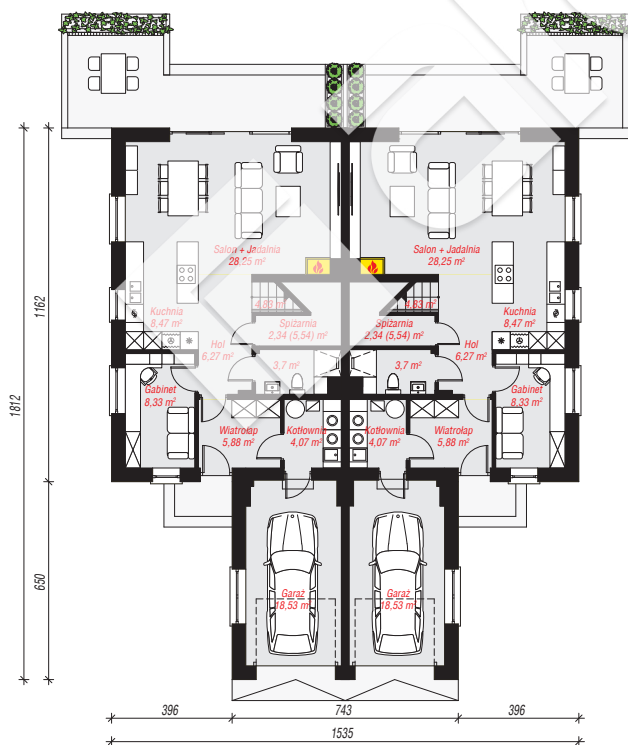 Salon + Jadalnia
28,25 m²
Salon + Jadalnia
28,25 m²
4,83 m²
4,83 m²
Kuchnia
8,47 m²
Kuchnia
8,47 m²
Spiżarnia
2,34 (5,54) m²
Spiżarnia
2,34 (5,54) m²
Hol
6,27 m²
Hol
6,27 m²
3,7 m²
3,7 m²
Gabinet
8,33 m²
Gabinet
8,33 m²
Wiatrołap
5,88 m²
Kotłownia
4,07 m²
Kotłownia
4,07 m²
Wiatrołap
5,88 m²
Garaż
18,53 m²
Garaż
18,53 m²
1162
1812
650
396
743
396
1535